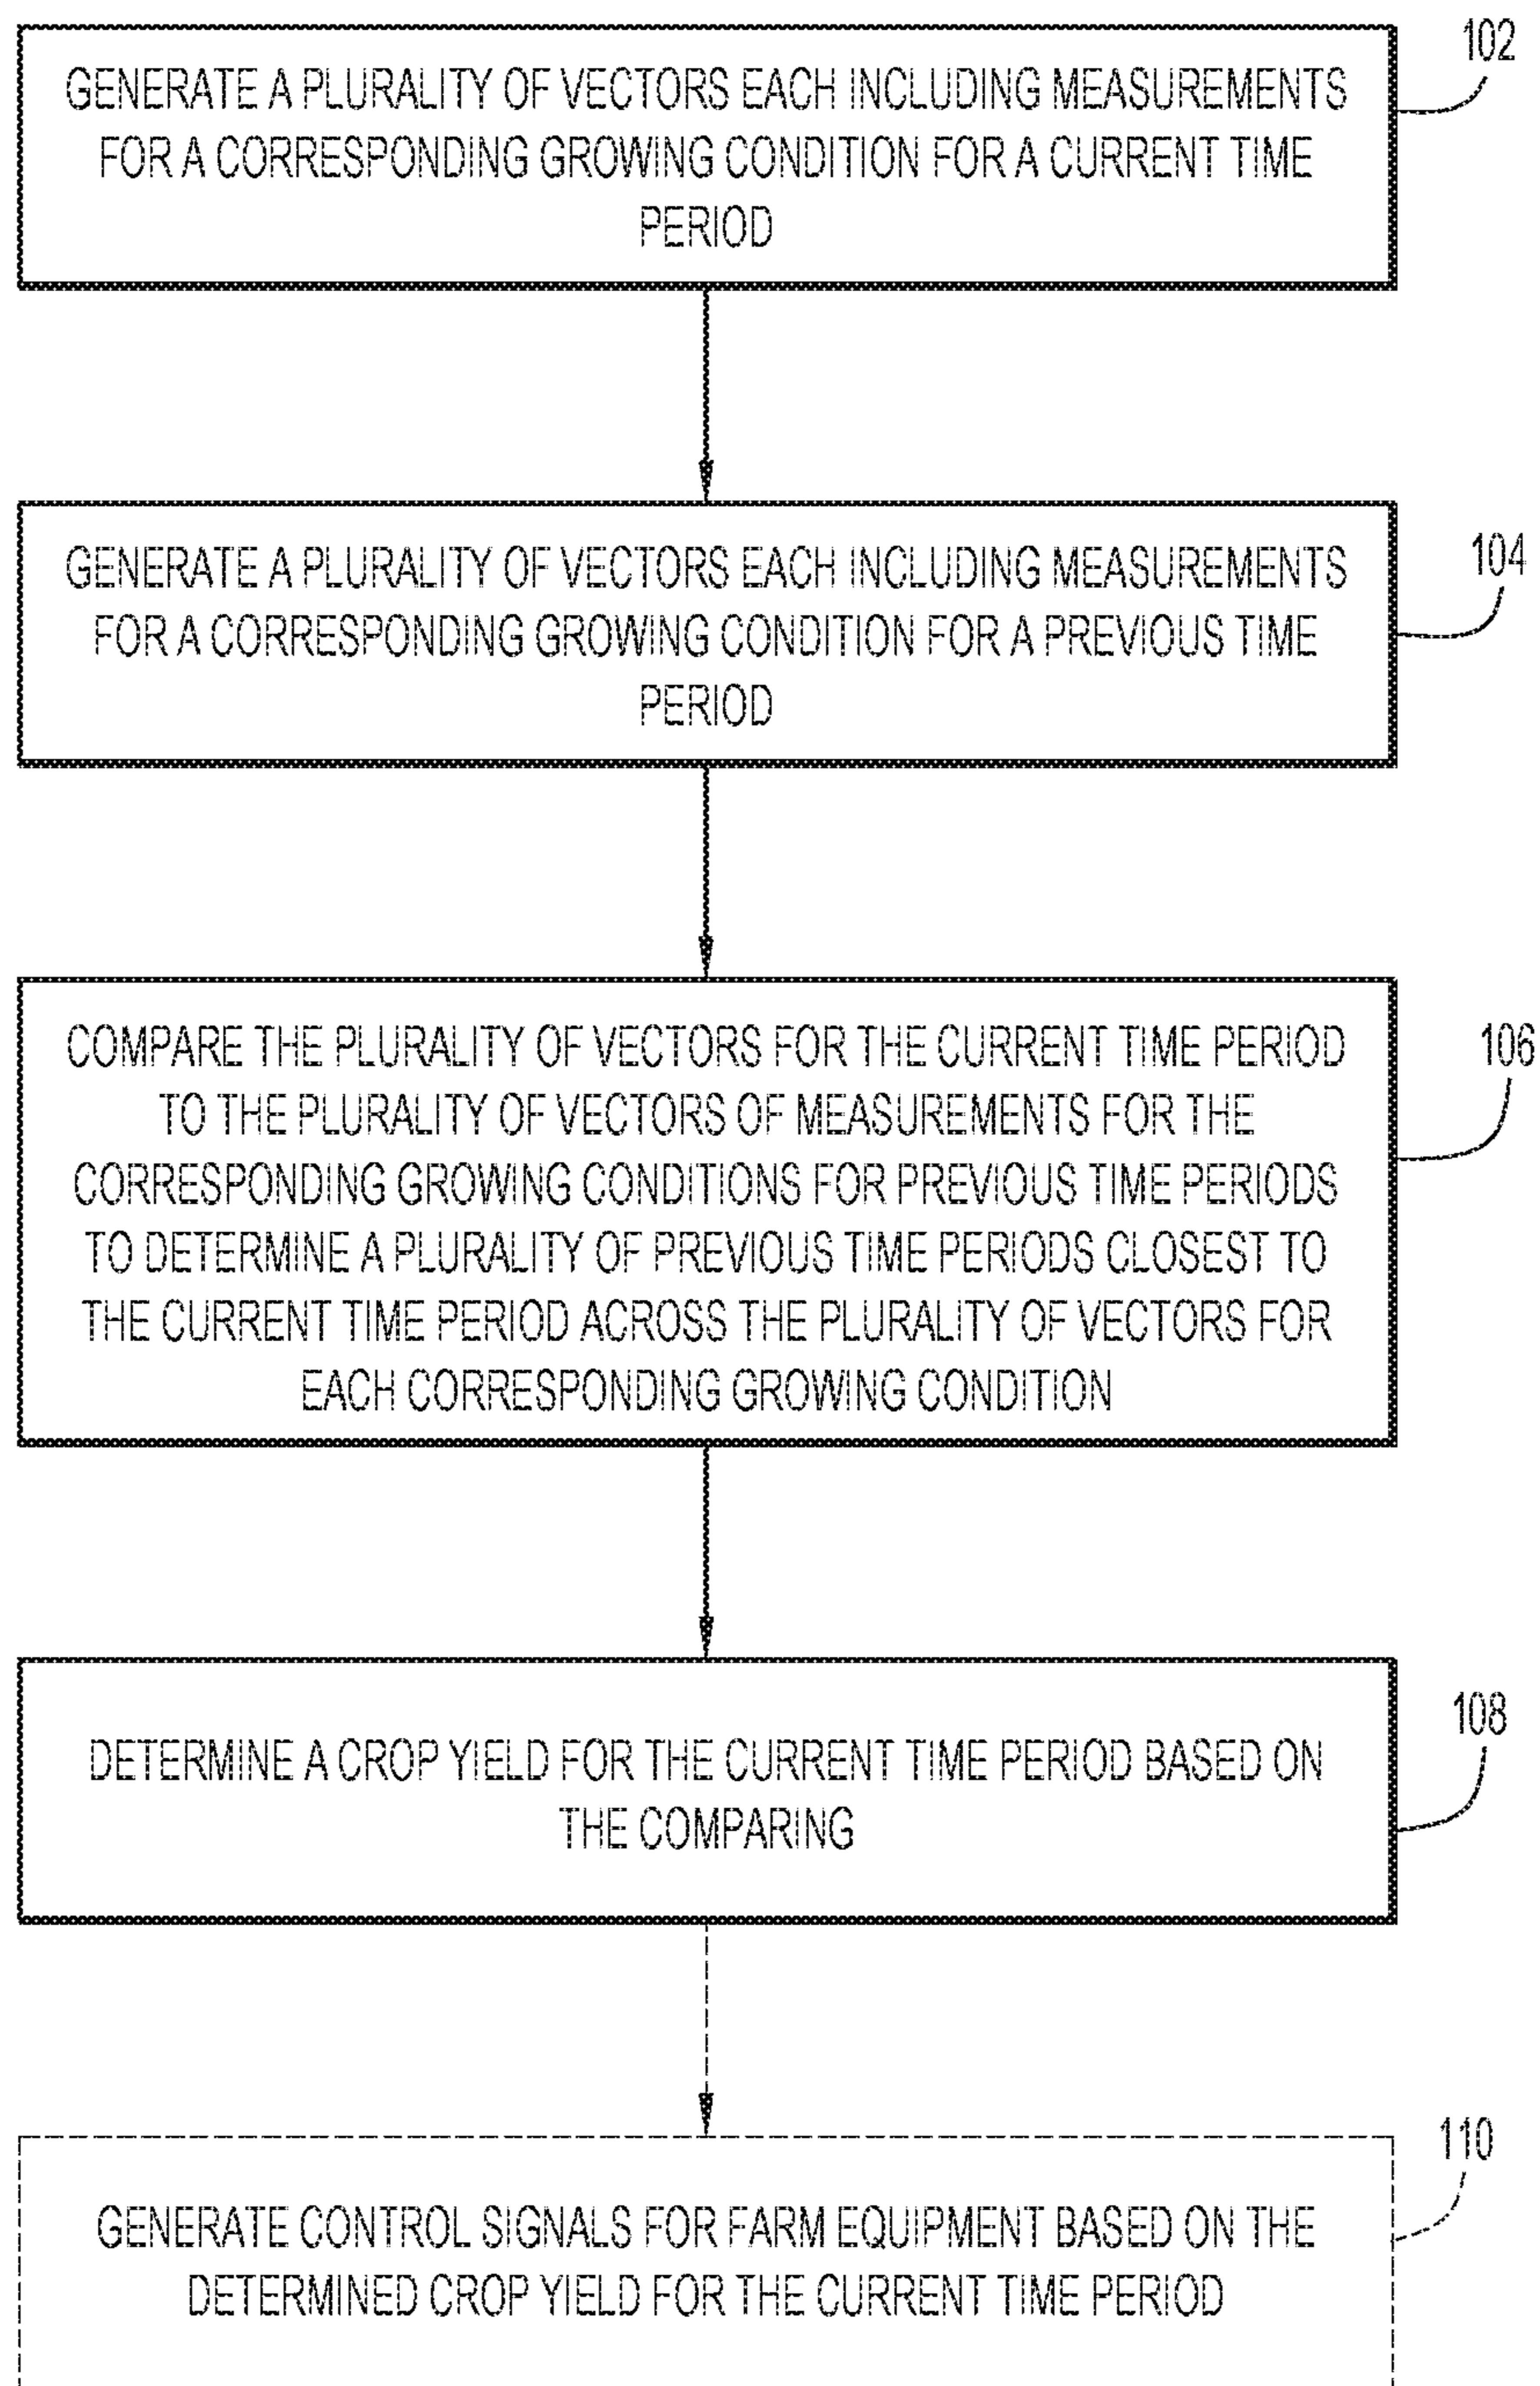 102
GENERATE A PLURALITY OF VECTORS EACH INCLUDING MEASUREMENTS
FOR A CORRESPONDING GROWING CONDITION FOR A CURRENT TIME
PERIOD
104
GENERATE A PLURALITY OF VECTORS EACH INCLUDING MEASUREMENTS
FOR A CORRESPONDING GROWING CONDITION FOR A PREVIOUS TIME
PERIOD
106
COMPARE THE PLURALITY OF VECTORS FOR THE CURRENT TIME PERIOD
TO THE PLURALITY OF VECTORS OF MEASUREMENTS FOR THE
CORRESPONDING GROWING CONDITIONS FOR PREVIOUS TIME PERIODS
TO DETERMINE A PLURALITY OF PREVIOUS TIME PERIODS CLOSEST TO
THE CURRENT TIME PERIOD ACROSS THE PLURALITY OF VECTORS FOR
EACH CORRESPONDING GROWING CONDITION
108
DETERMINE A CROP YIELD FOR THE CURRENT TIME PERIOD BASED ON
THE COMPARING
110
GENERATE CONTROL SIGNALS FOR FARM EQUIPMENT BASED ON THE
DETERMINED CROP YIELD FOR THE CURRENT TIME PERIOD